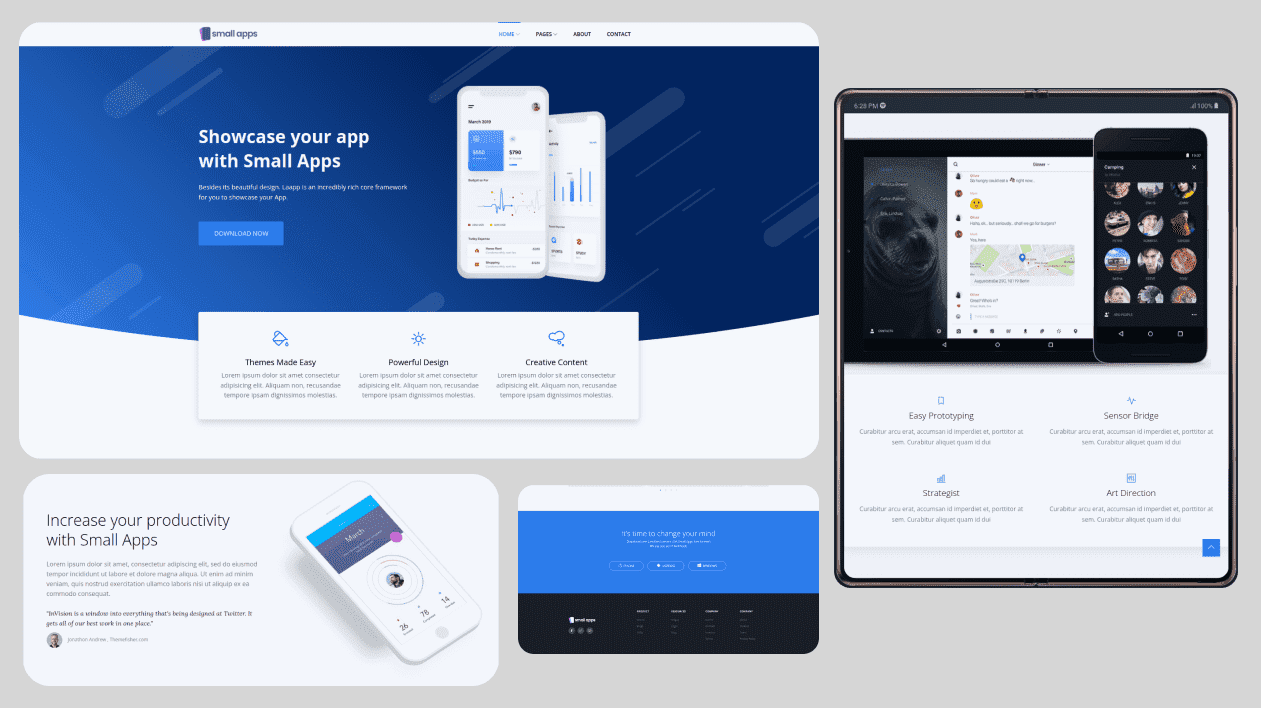 small apps
HOME
PAGES
ABOUT
CONTACT
Showcase your app
with Small Apps
Besides its beautiful design. Laapp is an incredibly rich core framework
for you to showcase your App.
DOWNLOAD NOW
March 2019
$790
Themes Made Easy
Lorem ipsum dolor sit amet consectetur
adipisicing elit. Aliquam non, recusandae
tempore ipsam dignissimos molestias.
Powerful Design
Lorem ipsum dolor sit amet consectetur
adipisicing elit. Aliquam non, recusandae
tempore ipsam dignissimos molestias.
Creative Content
Lorem ipsum dolor sit amet consectetur
adipisicing elit. Aliquam non, recusandae
tempore ipsam dignissimos molestias.
Increase your productivity
with Small Apps
Lorem ipsum dolor sit amet, consectetur adipiscing elit, sed do eiusmod
tempor incididunt ut labore et dolore magna aliqua. Ut enim ad minim
veniam, quis nostrud exercitation ullamco laboris nisi ut aliquip ex ea
commodo consequat.
"InVision is a window into everything that's being designed at Twitter. It
gets all of our best work in one place."
Jonathon Andrew , Themefisher.com
March
26
78
14
It's time to change your mind
small apps
PRODUCT
RESOURCES
COMPANY
COMPANY
6:28 PM
100%
Camping
Yes, here
Easy Prototyping
Curabitur arcu erat, accumsan id imperdiet et, porttitor at
sem. Curabitur aliquet quam id dui
Sensor Bridge
Curabitur arcu erat, accumsan id imperdiet et, porttitor at
sem. Curabitur aliquet quam id dui
Strategist
Curabitur arcu erat, accumsan id imperdiet et, porttitor at
sem. Curabitur aliquet quam id dui
Art Direction
Curabitur arcu erat, accumsan id imperdiet et, porttitor at
sem. Curabitur aliquet quam id dui